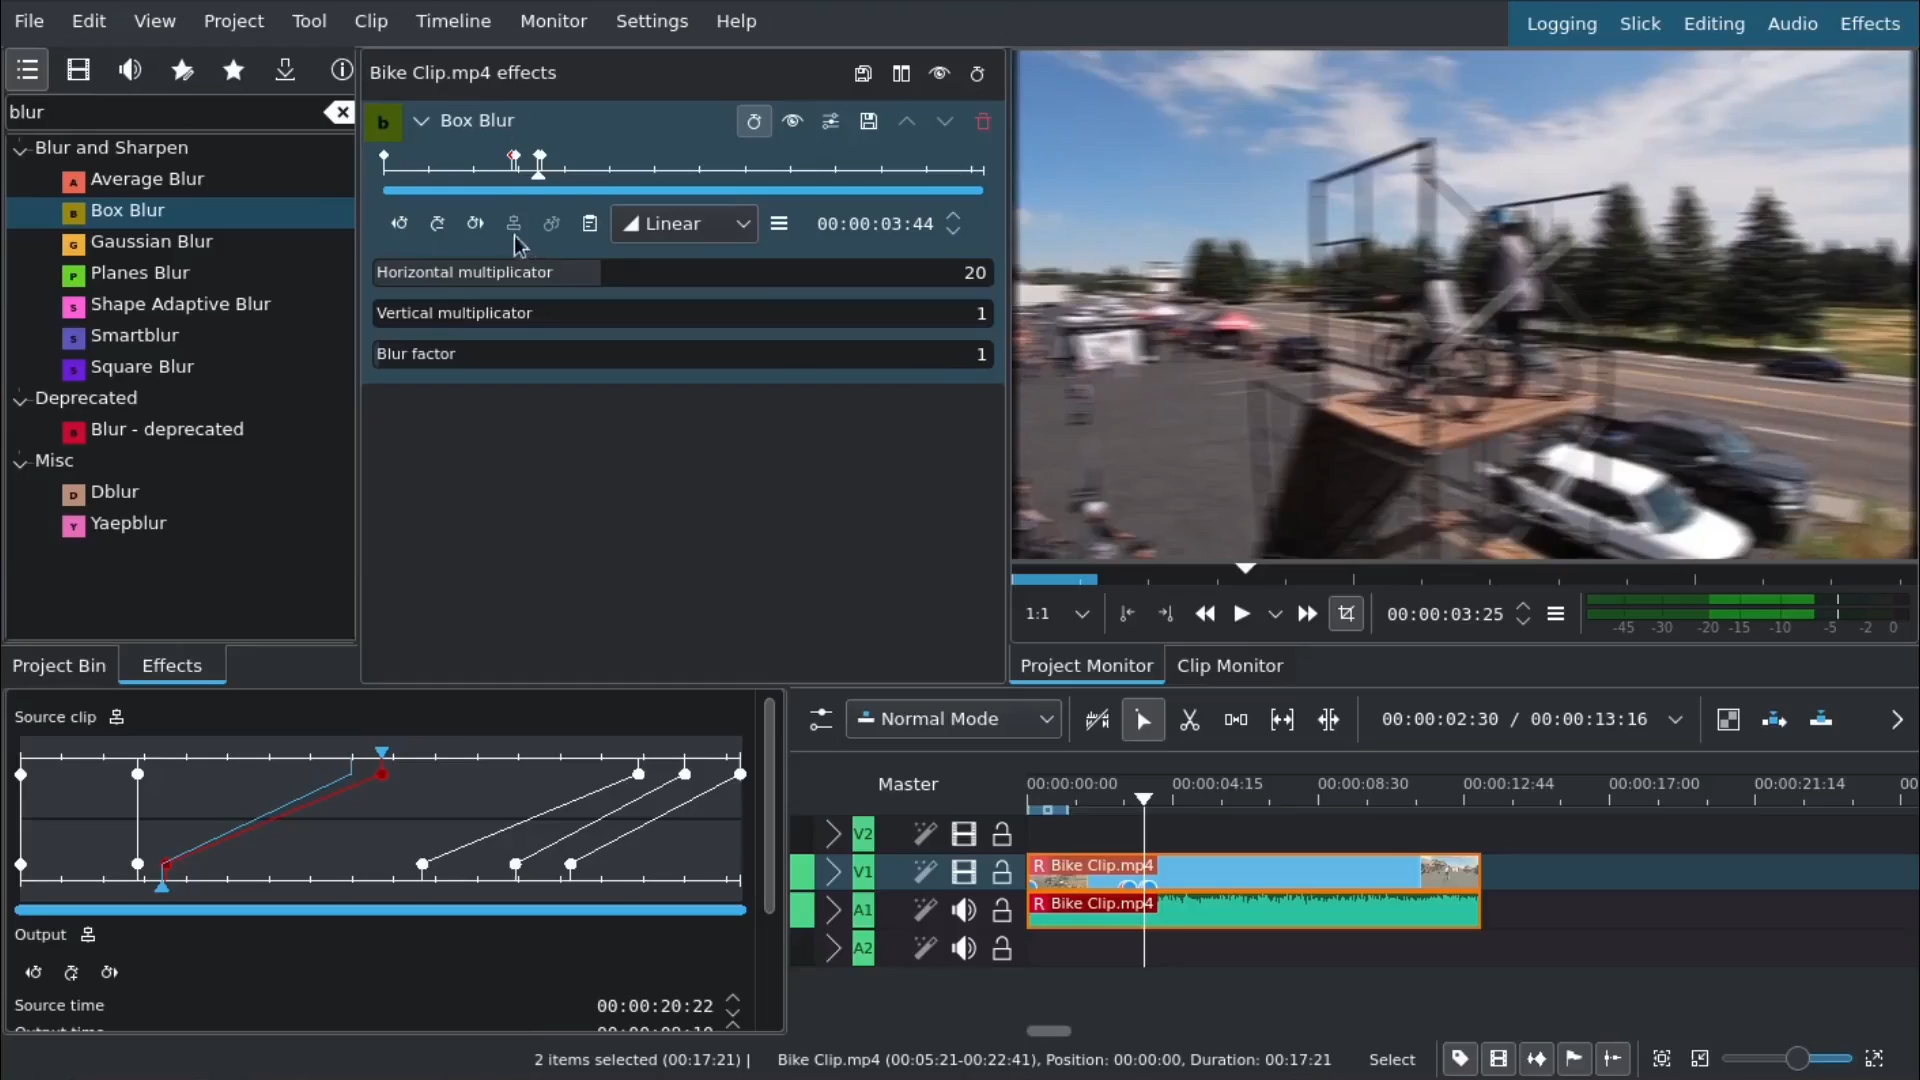 File Edit View Project Tool Clip Timeline Monitor Settings Help
Logging Slick Editing Audio Effects
blur
Blur and Sharpen
A Average Blur
B Box Blur
G Gaussian Blur
P Planes Blur
S Shape Adaptive Blur
S Smartblur
S Square Blur
Deprecated
B Blur - deprecated
Misc
D Dblur
Y Yaepblur
Project Bin Effects
Bike Clip.mp4 effects
b Box Blur
Linear 00:00:03:44
Horizontal multiplicator 20
Vertical multiplicator 1
Blur factor 1
1:1 00:00:03:25
-45 -30 -20 -15 -10 -5 -2 0
Project Monitor Clip Monitor
Source clip
Output
Source time 00:00:20:22
Output time
Normal Mode 00:00:02:30 / 00:00:13:16
Master 00:00:00:00 00:00:04:15 00:00:08:30 00:00:12:44 00:00:17:00 00:00:21:14 00
V2
V1 R Bike Clip.mp4
A1 R Bike Clip.mp4
A2
2 items selected (00:17:21) | Bike Clip.mp4 (00:05:21-00:22:41), Position: 00:00:00, Duration: 00:17:21 Select